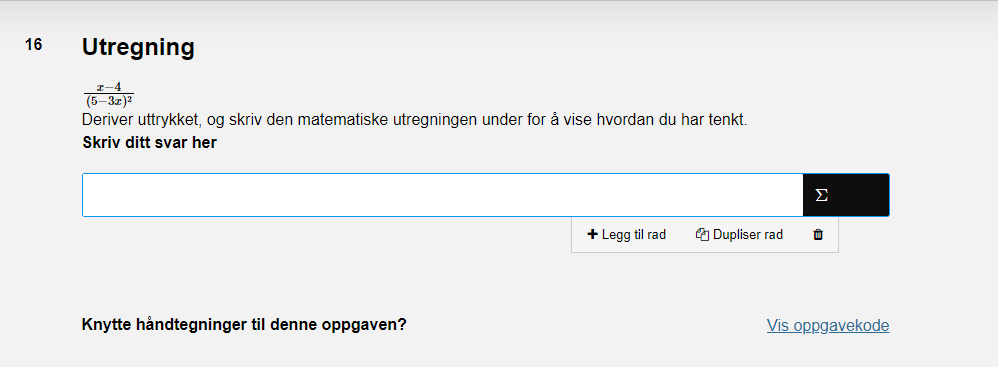 16 Utregning
x−4
(5−3x)²
Deriver uttrykket, og skriv den matematiske utregningen under for å vise hvordan du har tenkt.
Skriv ditt svar her
Σ
+ Legg til rad Dupliser rad
Knytte håndtegninger til denne oppgaven? Vis oppgavekode